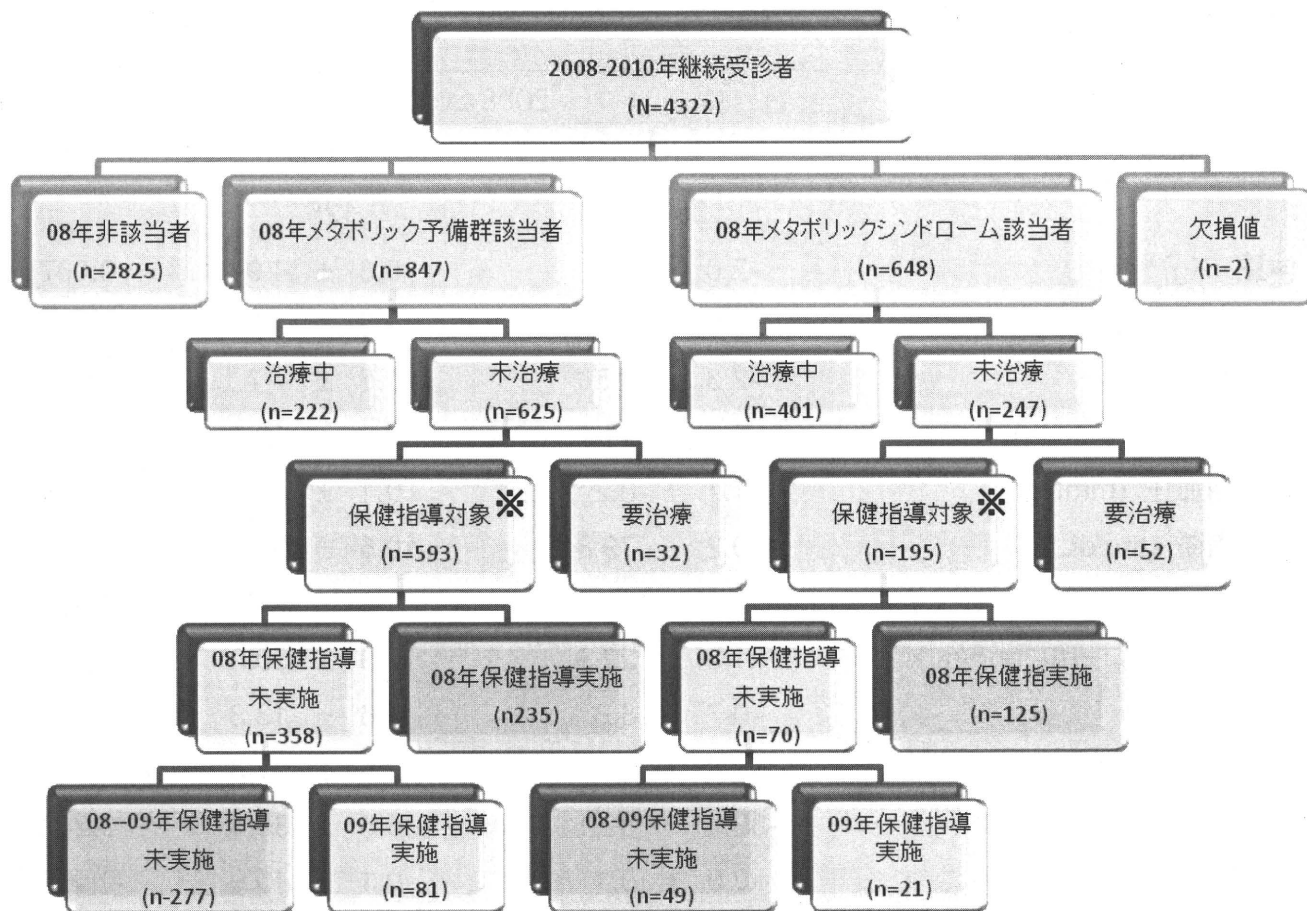 2008-2010年継続受診者
(N=4322)
08年非該当者
(n=2825)
08年メタボリック予備群該当者
(n=847)
08年メタボリックシンドローム該当者
(n=648)
欠損値
(n=2)
治療中
(n=222)
未治療
(n=625)
治療中
(n=401)
未治療
(n=247)
保健指導対象※
(n=593)
要治療
(n=32)
保健指導対象※
(n=195)
要治療
(n=52)
08年保健指導
未実施
(n=358)
08年保健指導実施
(n235)
08年保健指導
未実施
(n=70)
08年保健指実施
(n=125)
08--09年保健指導
未実施
(n-277)
09年保健指導
実施
(n=81)
08-09保健指導
未実施
(n=49)
09年保健指導
実施
(n=21)